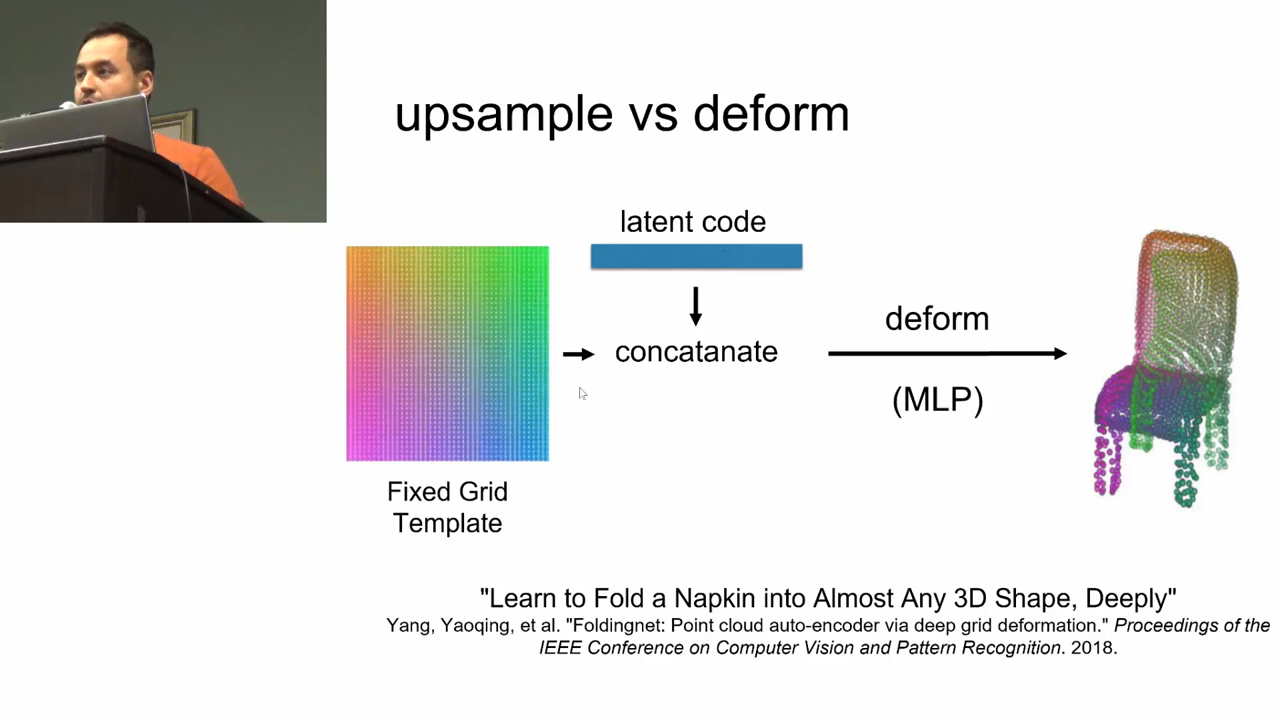 upsample vs deform
latent code
concatanate
deform
(MLP)
Fixed Grid
Template
"Learn to Fold a Napkin into Almost Any 3D Shape, Deeply"
Yang, Yaoqing, et al. "Foldingnet: Point cloud auto-encoder via deep grid deformation." Proceedings of the
IEEE Conference on Computer Vision and Pattern Recognition. 2018.